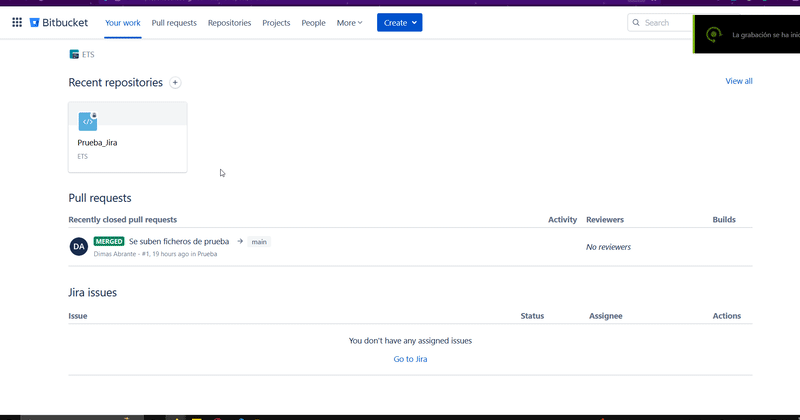 Bitbucket Your work Pull requests Repositories Projects People More Create Search
La grabación se ha inic
ETS
Recent repositories + View all
Prueba_Jira
ETS
Pull requests
Recently closed pull requests Activity Reviewers Builds
DA MERGED Se suben ficheros de prueba → main No reviewers
Dimas Abrante - #1, 19 hours ago in Prueba
Jira issues
Issue Status Assignee Actions
You don't have any assigned issues
Go to Jira